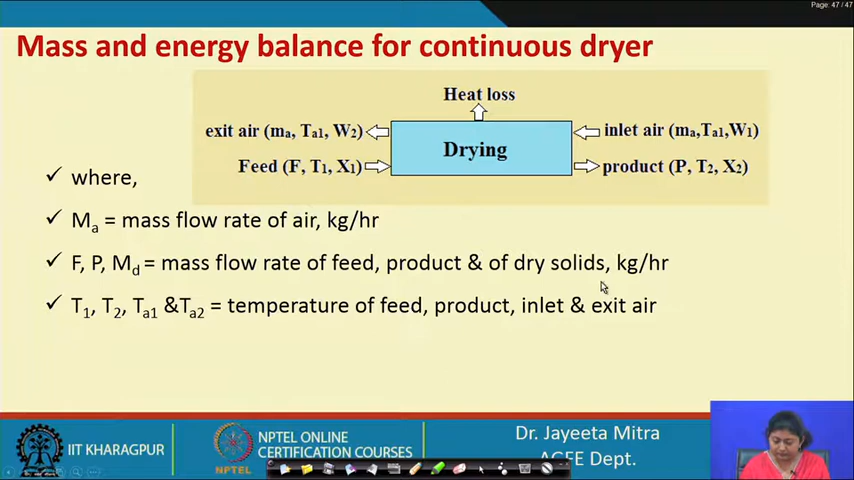 Page: 47 / 47
Mass and energy balance for continuous dryer
Heat loss
exit air (mₐ, Tₐ₁, W₂)
inlet air (mₐ,Tₐ₁,W₁)
Drying
Feed (F, T₁, X₁)
product (P, T₂, X₂)
✓ where,
✓ Mₐ = mass flow rate of air, kg/hr
✓ F, P, M_d = mass flow rate of feed, product & of dry solids, kg/hr
✓ T₁, T₂, Tₐ₁ &Tₐ₂ = temperature of feed, product, inlet & exit air
IIT KHARAGPUR
NPTEL
NPTEL ONLINE
CERTIFICATION COURSES
Dr. Jayeeta Mitra
AGFE Dept.